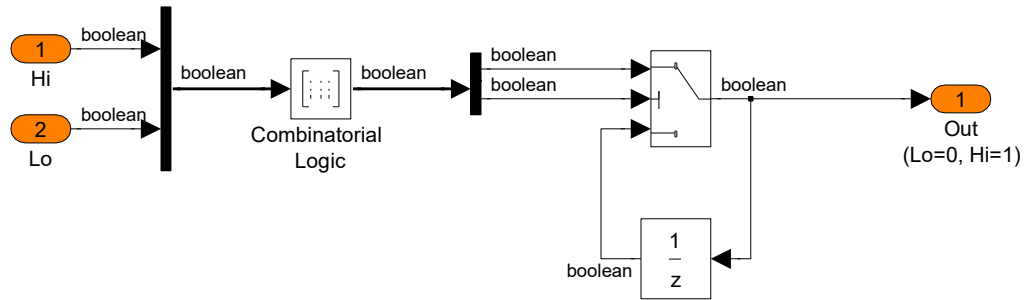 boolean
1
Hi
boolean
2
Lo
boolean
Combinatorial
Logic
boolean
boolean
boolean
boolean
1
z
boolean
1
Out
(Lo=0, Hi=1)